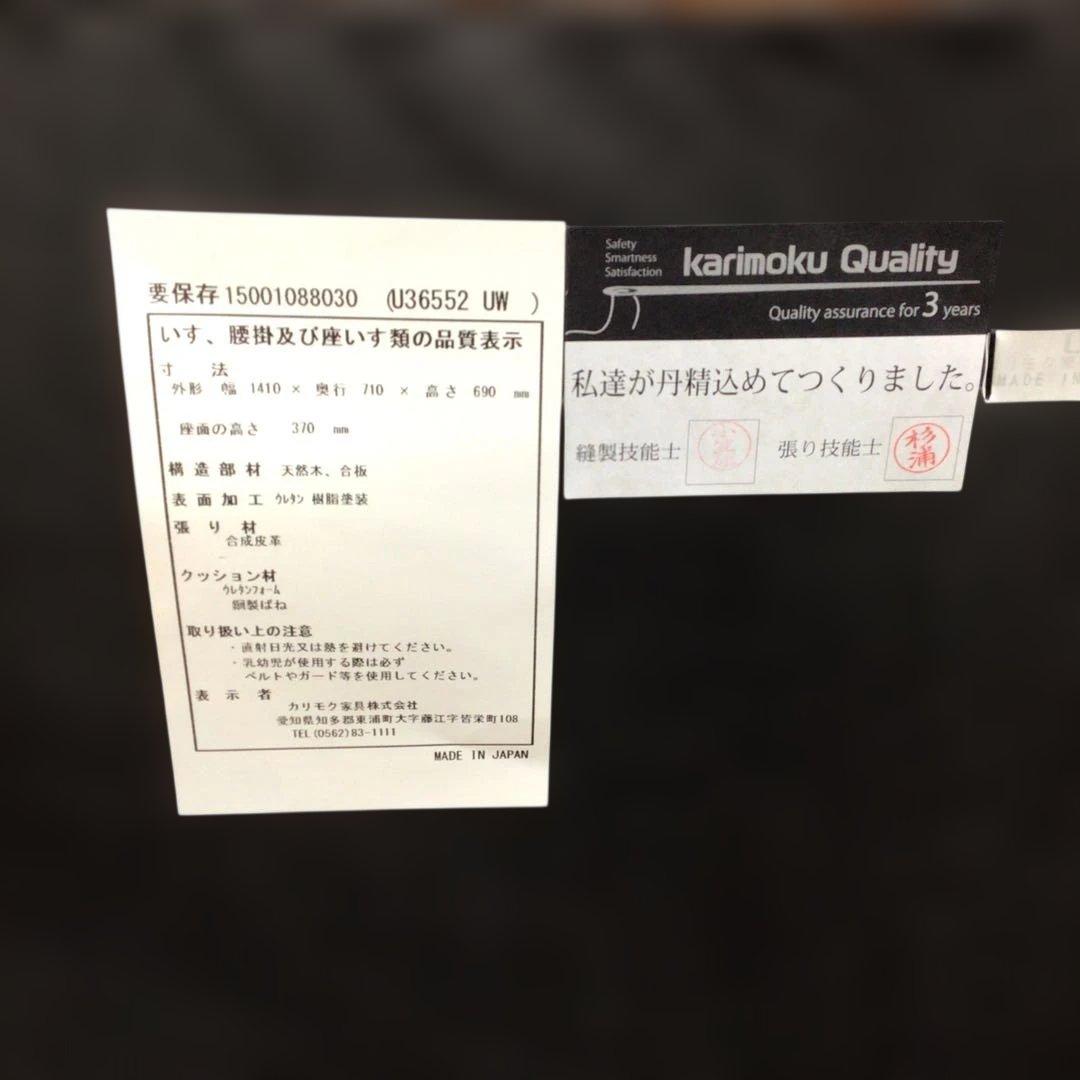 要保存 15001088030 (U36552 UW )
いす、腰掛及び座いす類の品質表示
寸 法
外形 幅 1410 × 奥行 710 × 高さ 690 mm
座面の高さ 370 mm
構造部材 天然木、合板
表面加工 ウレタン 樹脂塗装
張り材
合成皮革
クッション材
ウレタンフォーム
鋼製ばね
取り扱い上の注意
・直射日光又は熱を避けてください。
・乳幼児が使用する際は必ず
ベルトやガード等を使用してください。
表示者
カリモク家具株式会社
愛知県知多郡東浦町大字藤江字皆栄町108
TEL(0562)83-1111
MADE IN JAPAN
Safety
Smartness
Satisfaction
karimoku Quality
Quality assurance for 3 years
私達が丹精込めてつくりました。
縫製技能士
張り技能士 杉浦
MADE IN